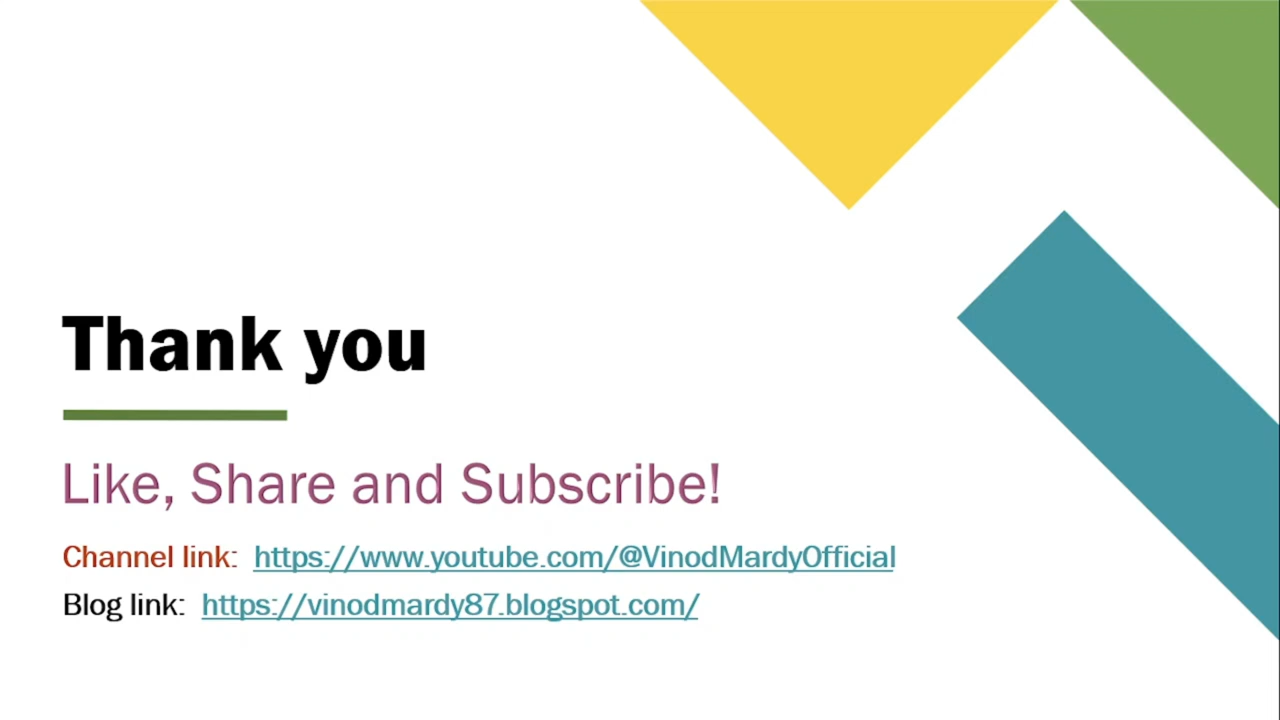 Thank you
Like, Share and Subscribe!
Channel link: https://www.youtube.com/@VinodMardyOfficial
Blog link: https://vinodmardy87.blogspot.com/